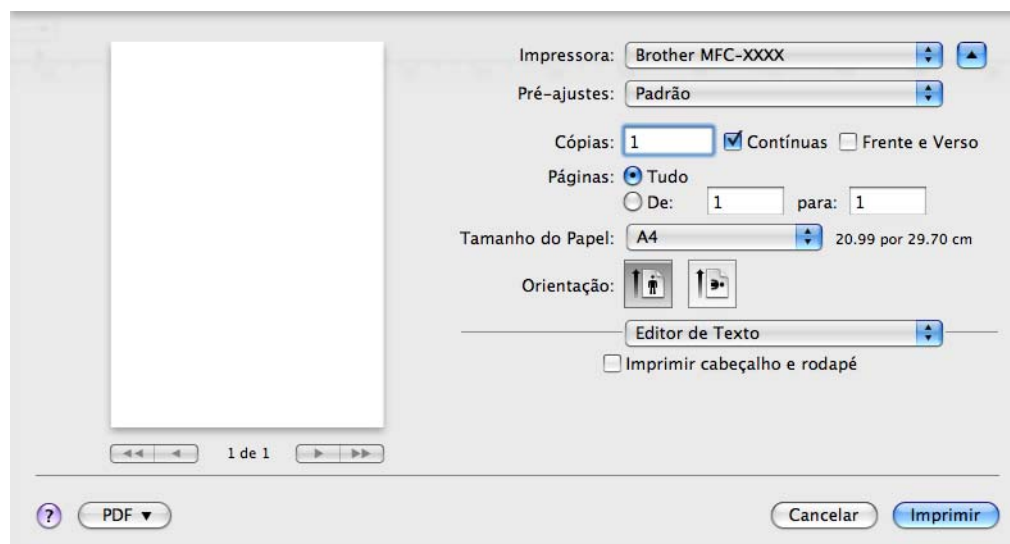 Impressora: Brother MFC-XXXX
Pré-ajustes: Padrão
Cópias: 1 Contínuas Frente e Verso
Páginas: Tudo
De: 1 para: 1
Tamanho do Papel: A4 20.99 por 29.70 cm
Orientação:
Editor de Texto
Imprimir cabeçalho e rodapé
1 de 1
? PDF ▼ Cancelar Imprimir